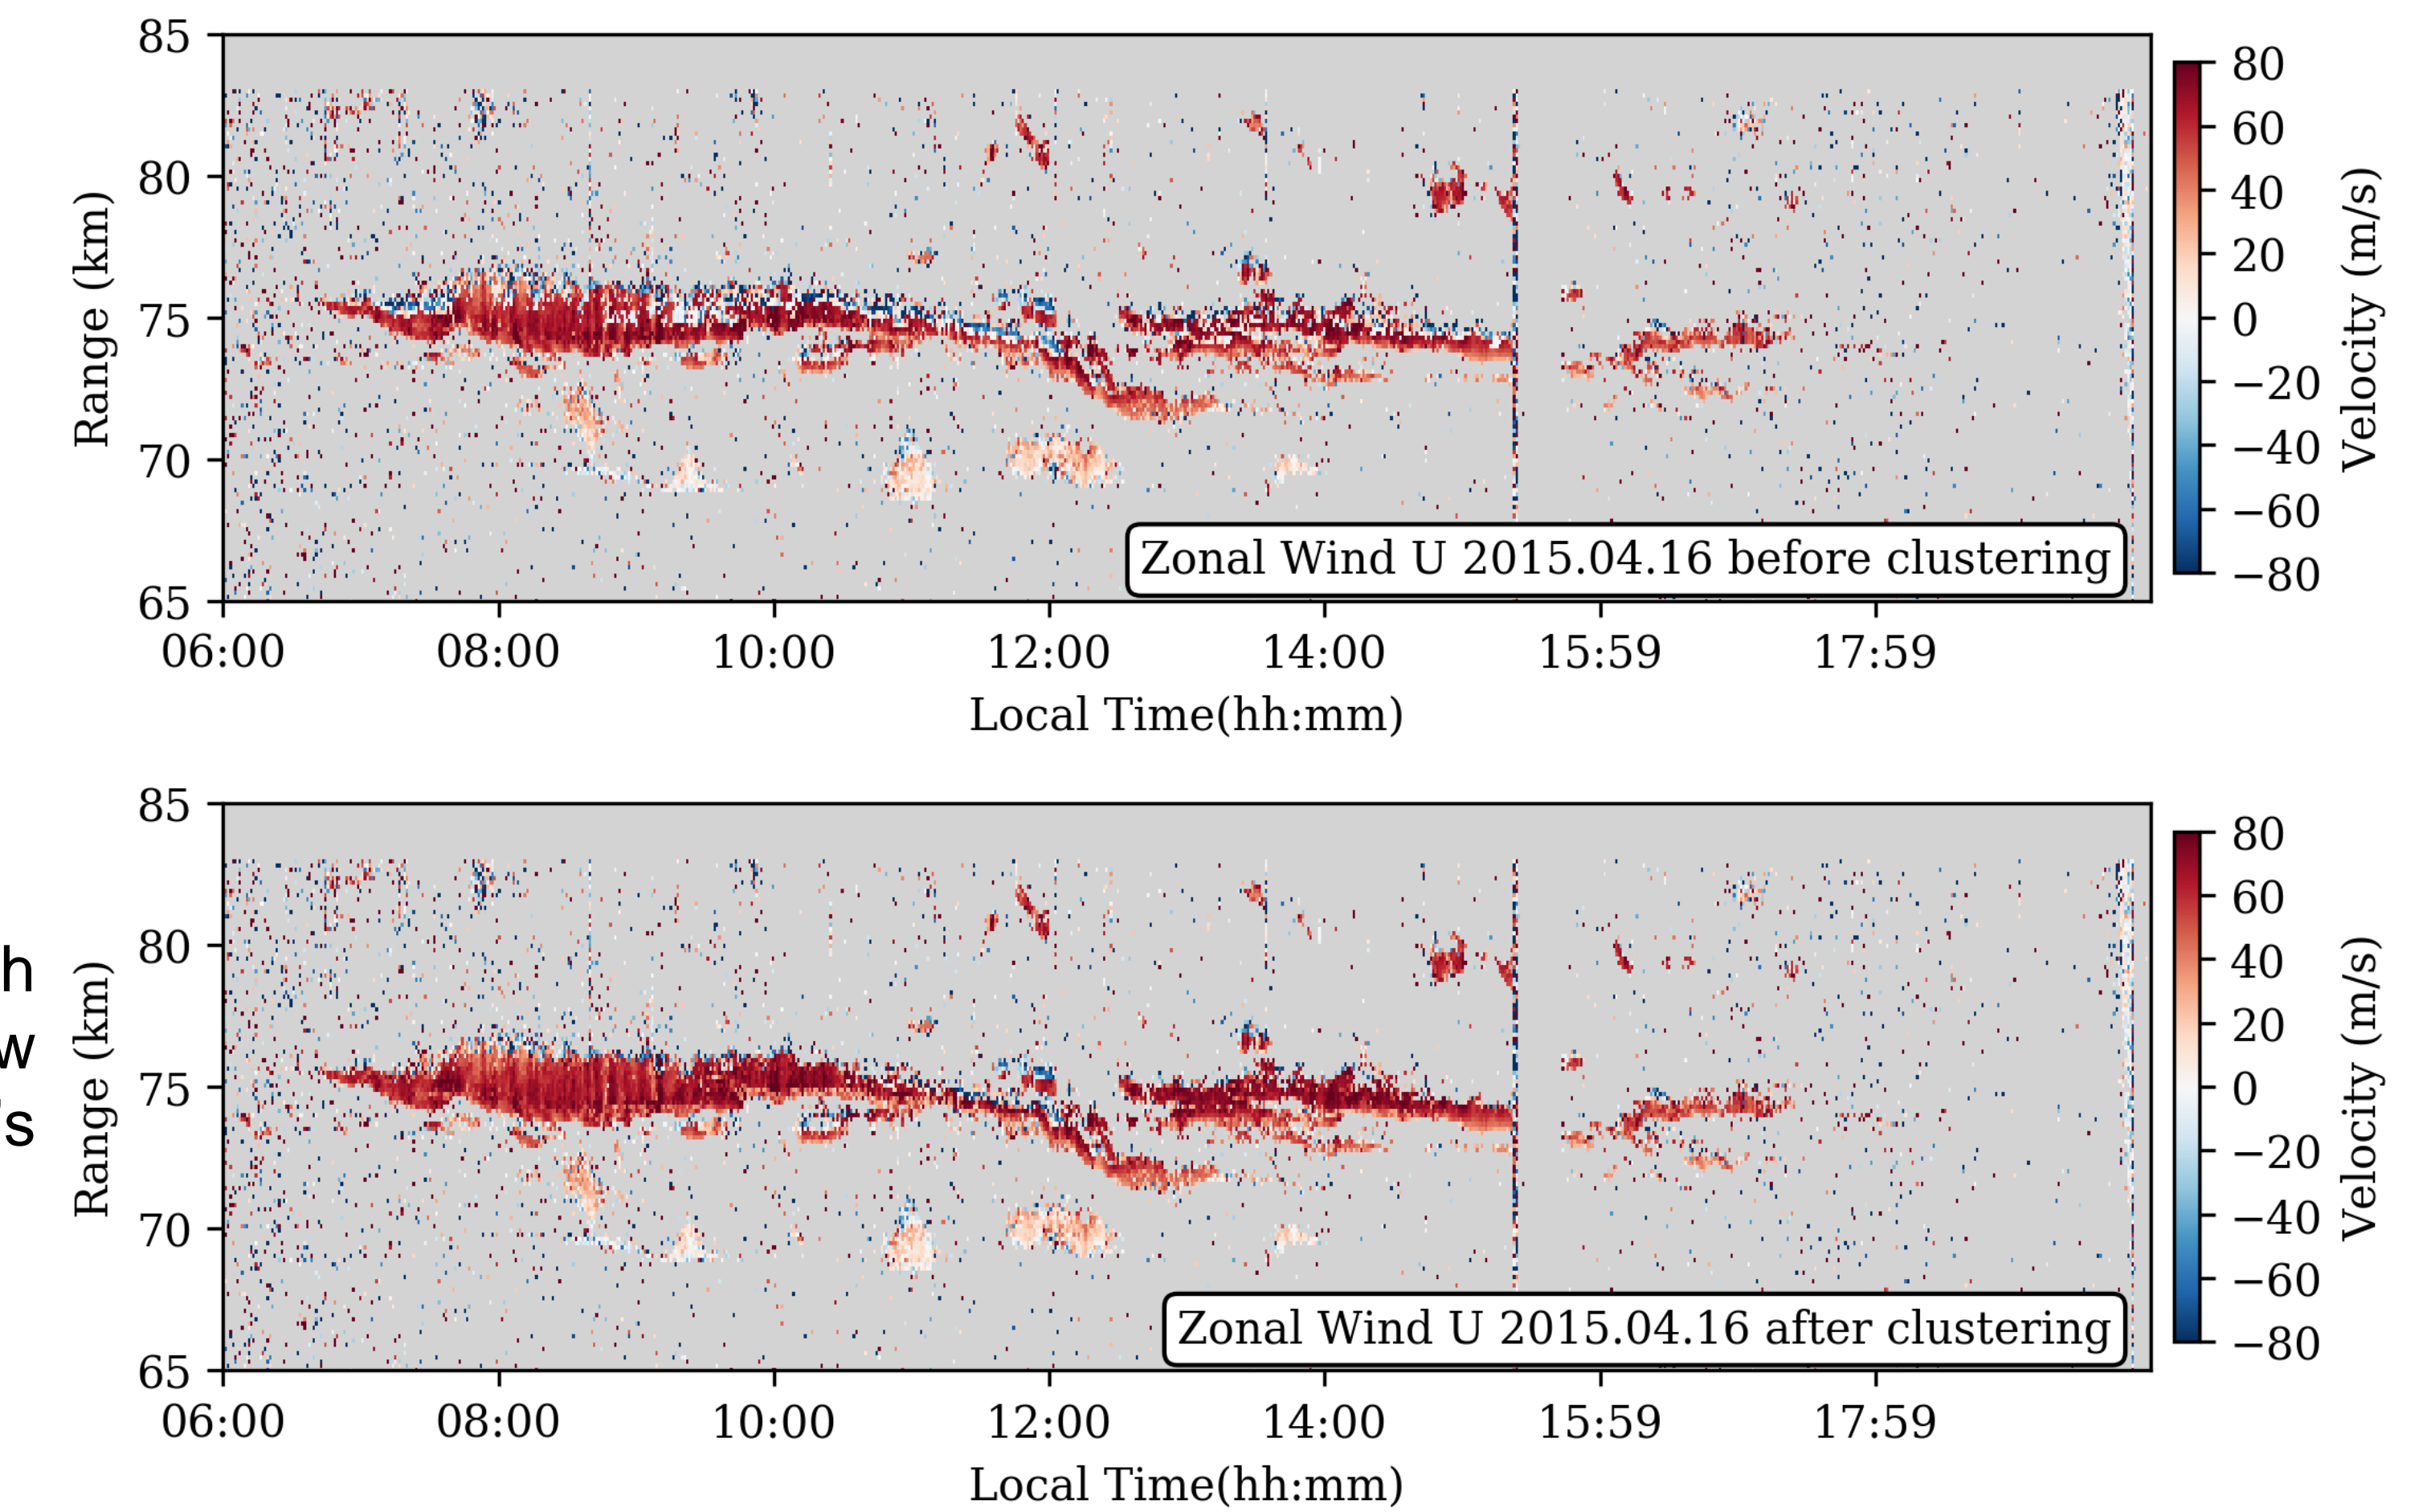 85
80
75
70
65
Range (km)
06:00 08:00 10:00 12:00 14:00 15:59 17:59
Local Time(hh:mm)
Zonal Wind U 2015.04.16 before clustering
80
60
40
20
0
−20
−40
−60
−80
Velocity (m/s)
h
w
s
85
80
75
70
65
Range (km)
06:00 08:00 10:00 12:00 14:00 15:59 17:59
Local Time(hh:mm)
Zonal Wind U 2015.04.16 after clustering
80
60
40
20
0
−20
−40
−60
−80
Velocity (m/s)